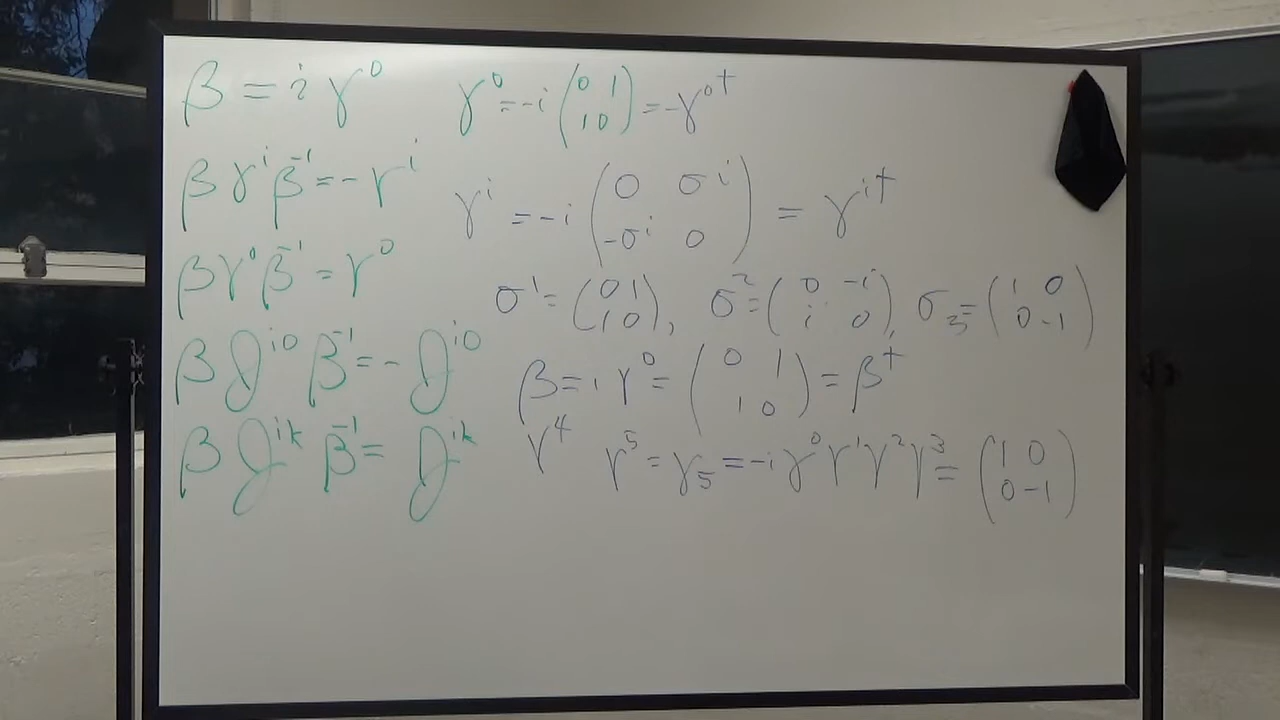 β = i γ⁰   γ⁰ = -i (0 1 / 1 0) = -γ⁰†
β γⁱ β⁻¹ = -γⁱ   γⁱ = -i (0 σⁱ / -σⁱ 0) = γⁱ†
β γ⁰ β⁻¹ = γ⁰   σ¹ = (0 1 / 1 0), σ² = (0 -i / i 0), σ₃ = (1 0 / 0 -1)
β J^{i0} β⁻¹ = -J^{i0}   β = i γ⁰ = (0 1 / 1 0) = β†
β J^{ik} β⁻¹ = J^{ik}   γ⁴   γ⁵ = γ₅ = -i γ⁰ γ¹ γ² γ³ = (1 0 / 0 -1)